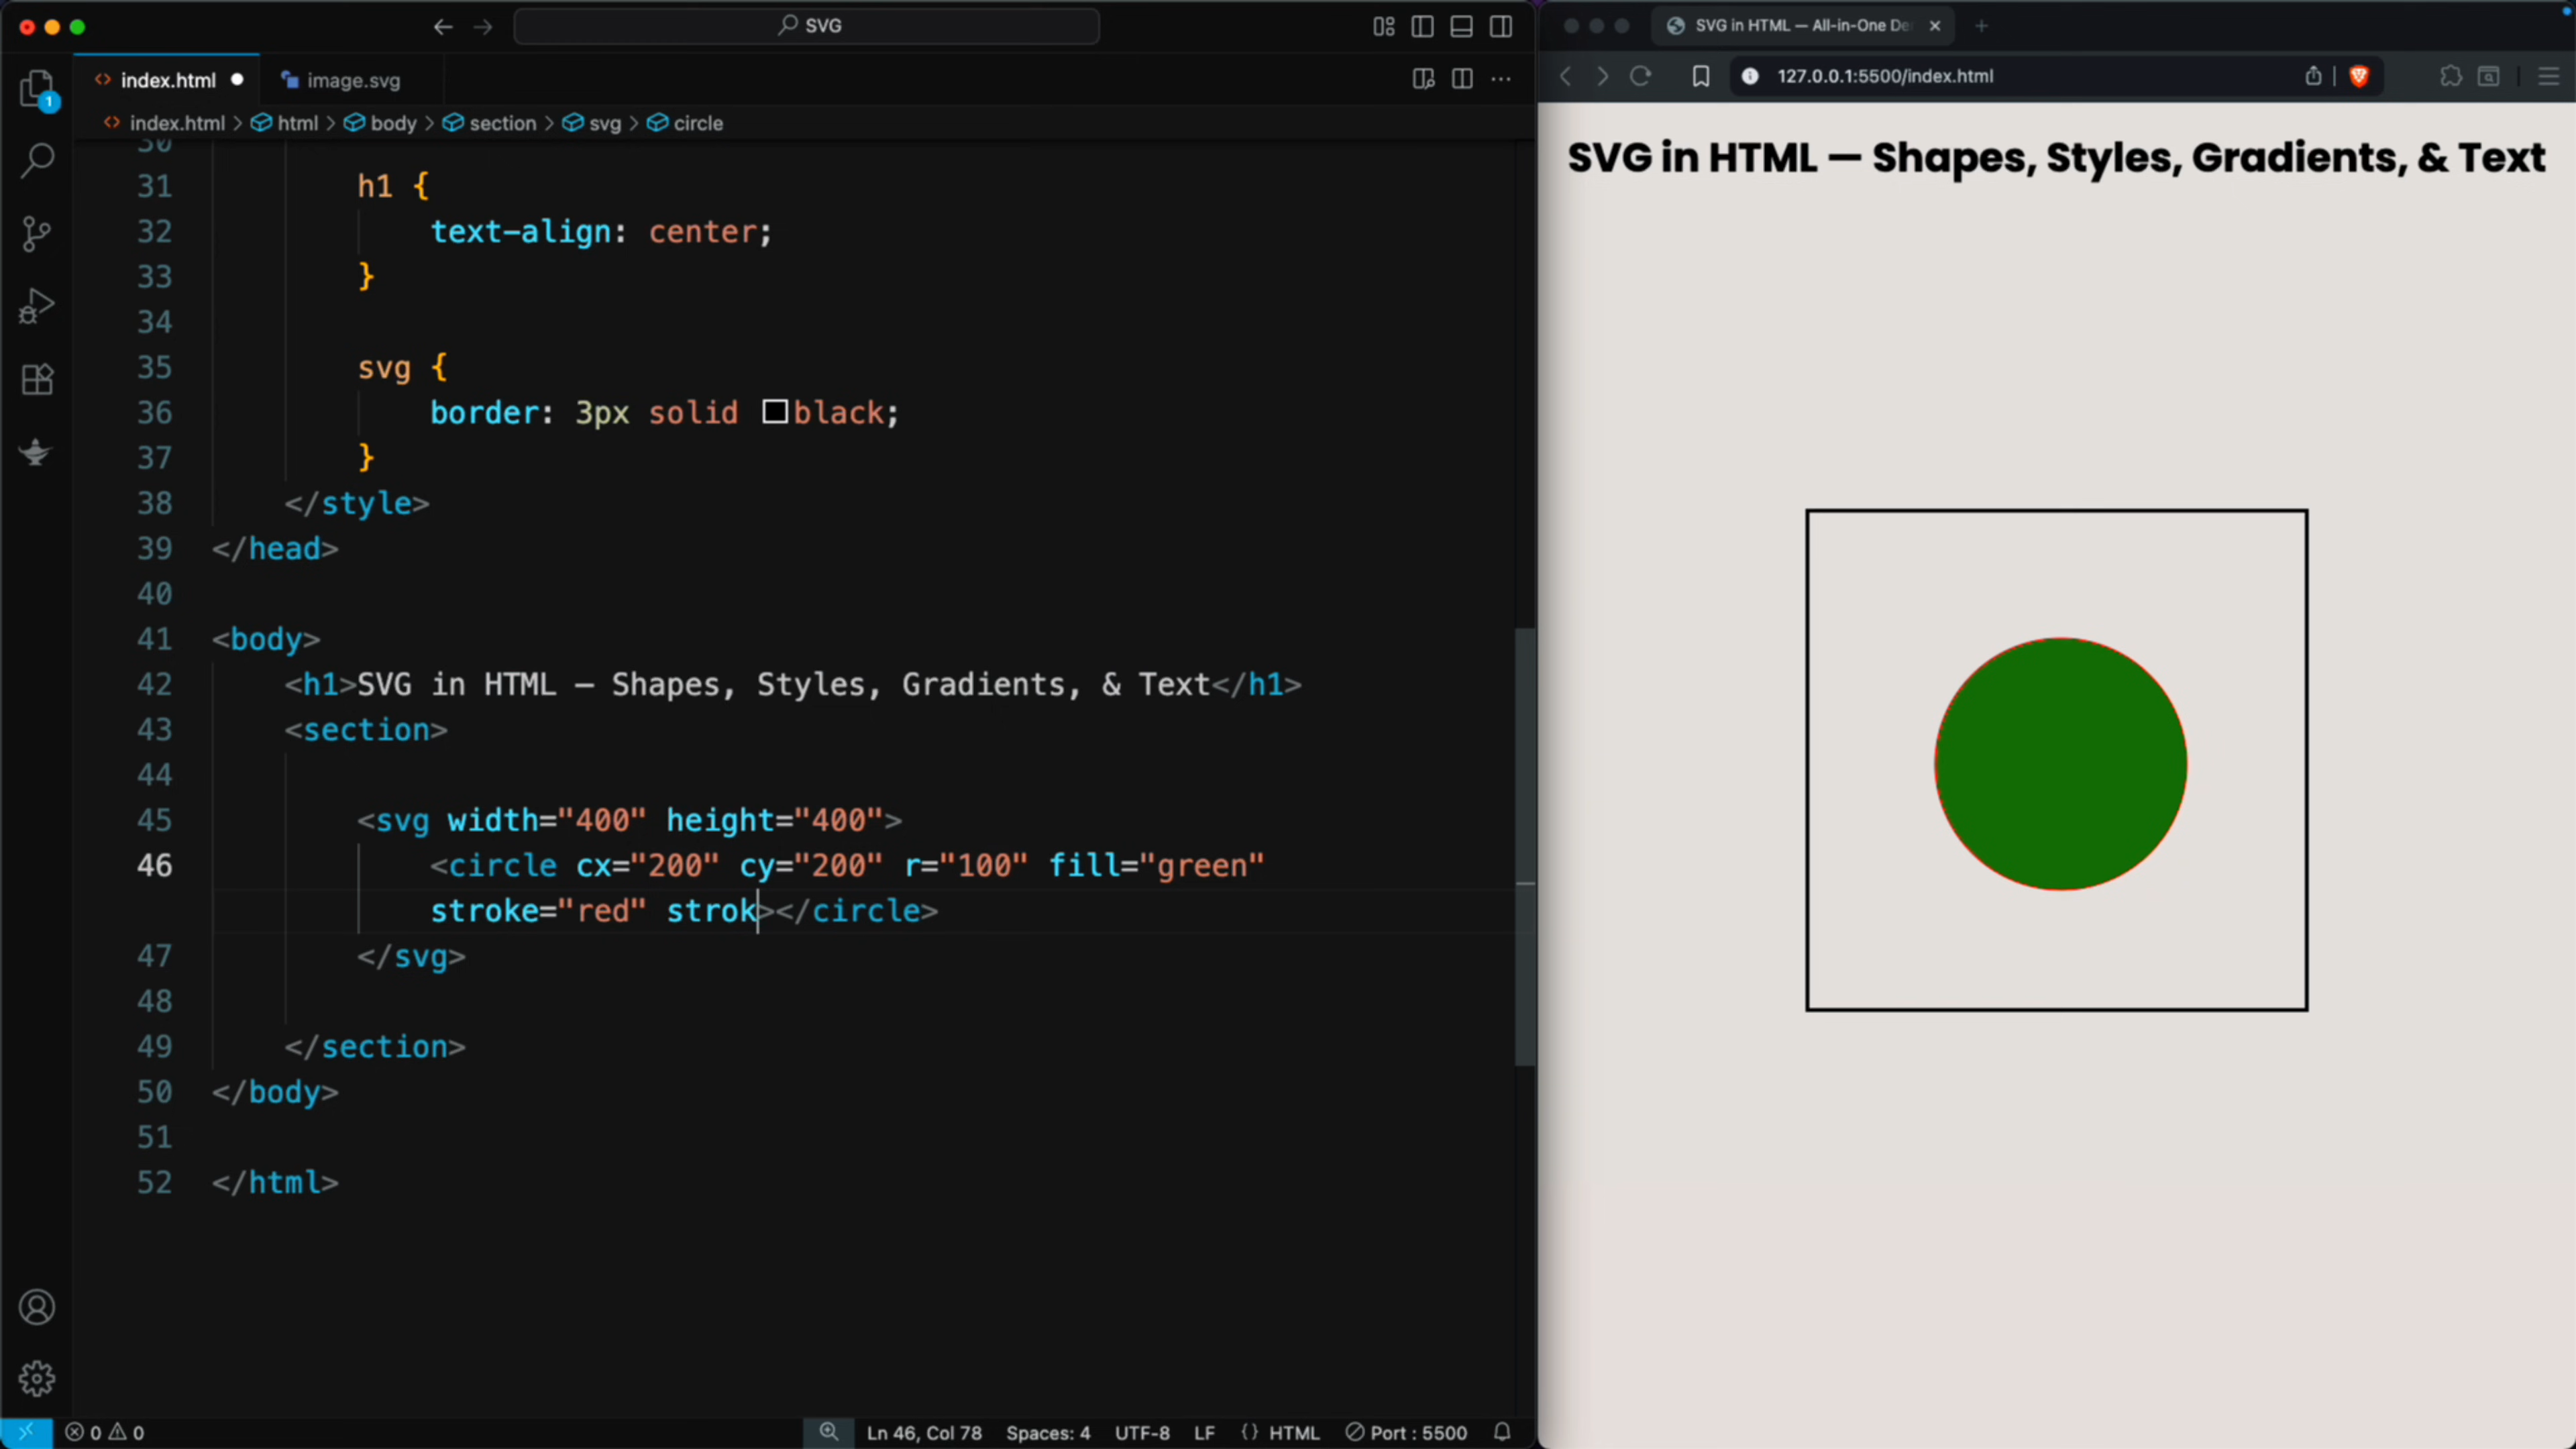 SVG
index.html
image.svg
index.html > html > body > section > svg > circle
1
30
31 h1 {
32 text-align: center;
33 }
34
35 svg {
36 border: 3px solid black;
37 }
38 </style>
39 </head>
40
41 <body>
42 <h1>SVG in HTML — Shapes, Styles, Gradients, & Text</h1>
43 <section>
44
45 <svg width="400" height="400">
46 <circle cx="200" cy="200" r="100" fill="green"
stroke="red" strok></circle>
47 </svg>
48
49 </section>
50 </body>
51
52 </html>
0 0
Ln 46, Col 78 Spaces: 4 UTF-8 LF {} HTML Port : 5500
SVG in HTML — All-in-One De
127.0.0.1:5500/index.html
SVG in HTML — Shapes, Styles, Gradients, & Text